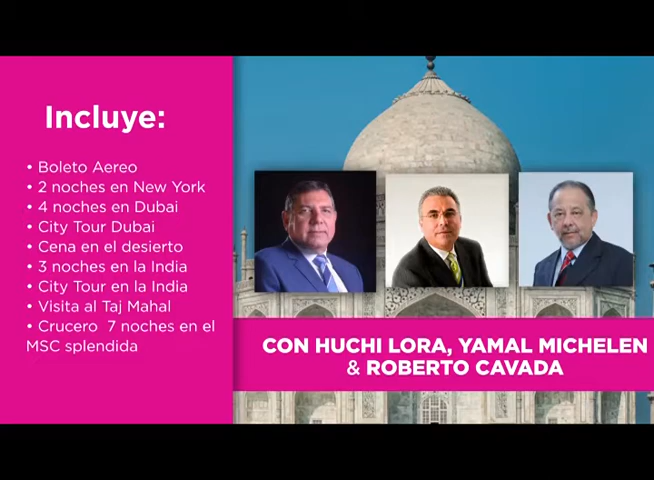 Incluye:
• Boleto Aereo
• 2 noches en New York
• 4 noches en Dubai
• City Tour Dubai
• Cena en el desierto
• 3 noches en la India
• City Tour en la India
• Visita al Taj Mahal
• Crucero 7 noches en el
MSC splendida
CON HUCHI LORA, YAMAL MICHELEN
& ROBERTO CAVADA